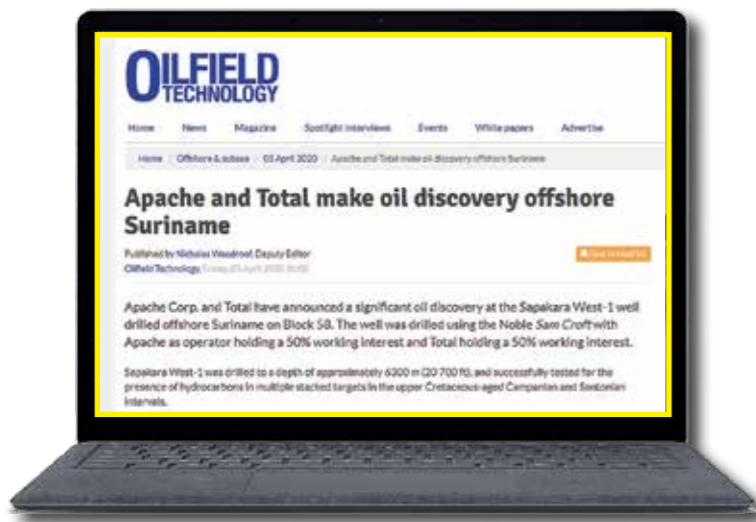 OILFIELD
TECHNOLOGY
Home News Magazine Spotlight interviews Events White papers Advertise
Home / Offshore & subsea / 03 April 2020 / Apache and Total make oil discovery offshore Suriname
Apache and Total make oil discovery offshore
Suriname
Published by Nicholas Woodroof, Deputy Editor
Oilfield Technology, Friday, 03 April 2020
Apache Corp. and Total have announced a significant oil discovery at the Sapakara West-1 well
drilled offshore Suriname on Block 58. The well was drilled using the Noble Sam Croft with
Apache as operator holding a 50% working interest and Total holding a 50% working interest.
Sapakara West-1 was drilled to a depth of approximately 6300 m (20 700 ft), and successfully tested for the
presence of hydrocarbons in multiple stacked targets in the upper Cretaceous-aged Campanian and Santonian
intervals.